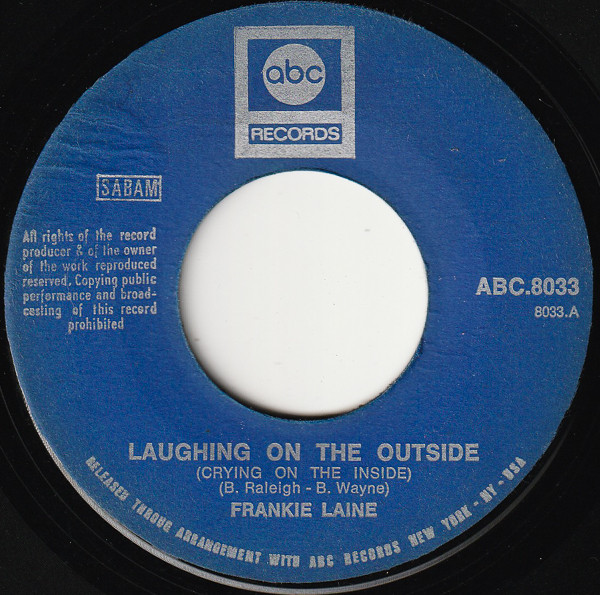 abc
RECORDS
SABAM
All rights of the record
producer & of the owner
of the work reproduced
reserved. Copying public
performance and broad-
casting of this record
prohibited
ABC.8033
8033.A
LAUGHING ON THE OUTSIDE
(CRYING ON THE INSIDE)
(B. Raleigh - B. Wayne)
FRANKIE LAINE
RELEASED THROUG ARRANGEMENT WITH ABC RECORDS NEW YORK - NY - USA